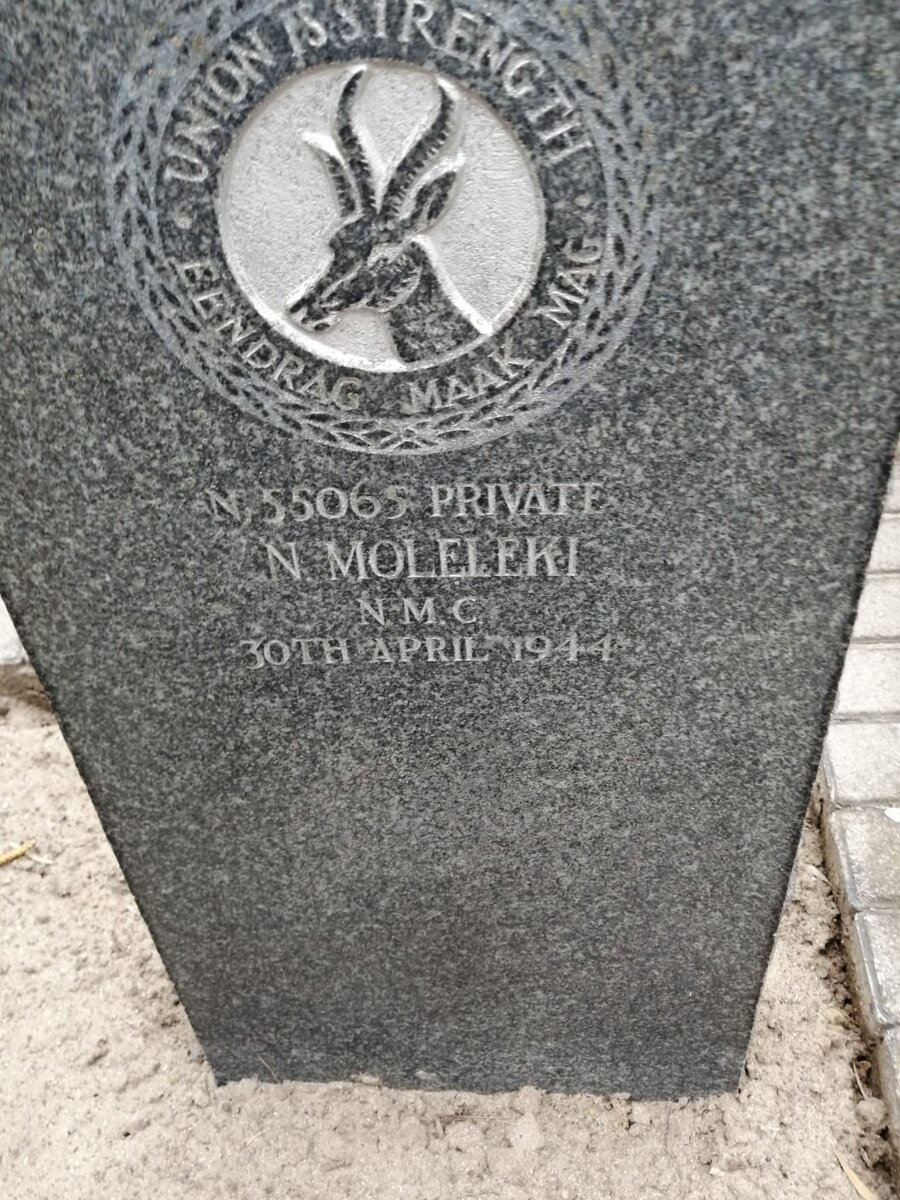 UNION IS STRENGTH
EENDRAG MAAK MAG
N, 55065 PRIVATE
N MOLELEKI
N.M.C
30TH APRIL 1944